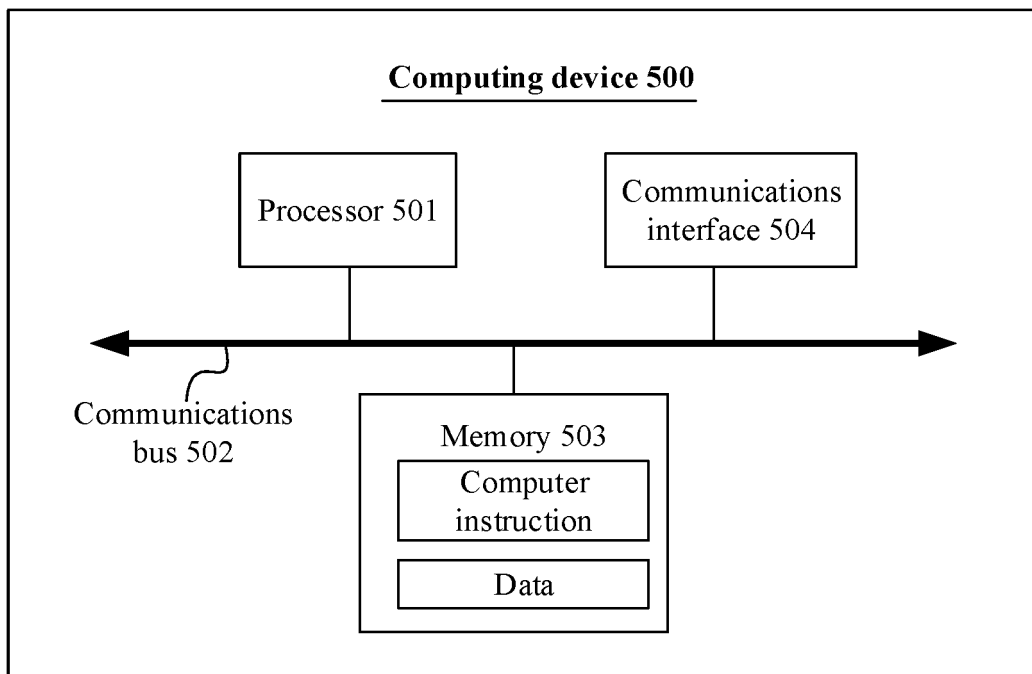 Computing device 500
Processor 501
Communications
interface 504
Communications
bus 502
Memory 503
Computer
instruction
Data